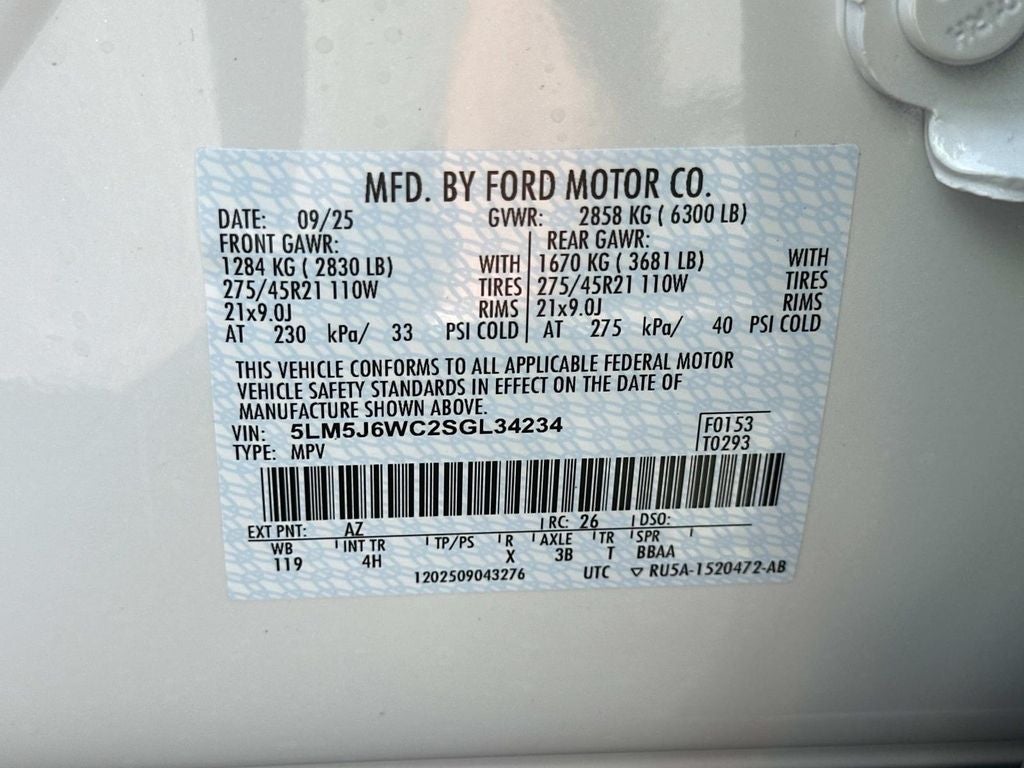 MFD. BY FORD MOTOR CO.
DATE: 09/25 GVWR: 2858 KG ( 6300 LB)
FRONT GAWR: REAR GAWR:
1284 KG ( 2830 LB) WITH 1670 KG ( 3681 LB) WITH
275/45R21 110W TIRES 275/45R21 110W TIRES
21x9.0J RIMS 21x9.0J RIMS
AT 230 kPa/ 33 PSI COLD AT 275 kPa/ 40 PSI COLD
THIS VEHICLE CONFORMS TO ALL APPLICABLE FEDERAL MOTOR
VEHICLE SAFETY STANDARDS IN EFFECT ON THE DATE OF
MANUFACTURE SHOWN ABOVE.
VIN: 5LM5J6WC2SGL34234 F0153
TYPE: MPV T0293
EXT PNT: AZ RC: 26 DSO:
WB INT TR TP/PS R AXLE TR SPR
119 4H X 3B T BBAA
1202509043276 UTC ▽ RU5A-1520472-AB